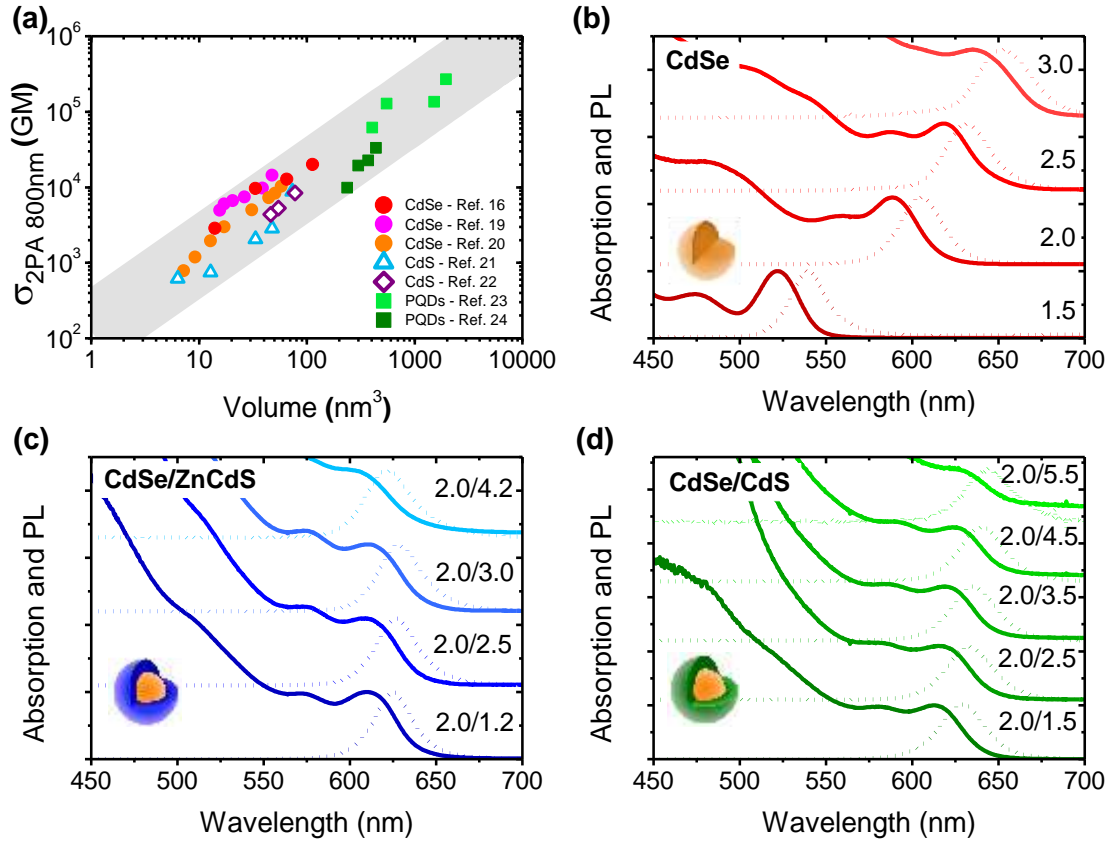 (a)
10^6
10^5
10^4
10^3
10^2
σ2PA 800nm (GM)
CdSe - Ref. 16
CdSe - Ref. 19
CdSe - Ref. 20
CdS - Ref. 21
CdS - Ref. 22
PQDs - Ref. 23
PQDs - Ref. 24
1 10 100 1000 10000
Volume (nm³)
(b)
CdSe
3.0
2.5
2.0
1.5
Absorption and PL
450 500 550 600 650 700
Wavelength (nm)
(c)
CdSe/ZnCdS
2.0/4.2
2.0/3.0
2.0/2.5
2.0/1.2
Absorption and PL
450 500 550 600 650 700
Wavelength (nm)
(d)
CdSe/CdS
2.0/5.5
2.0/4.5
2.0/3.5
2.0/2.5
2.0/1.5
Absorption and PL
450 500 550 600 650 700
Wavelength (nm)